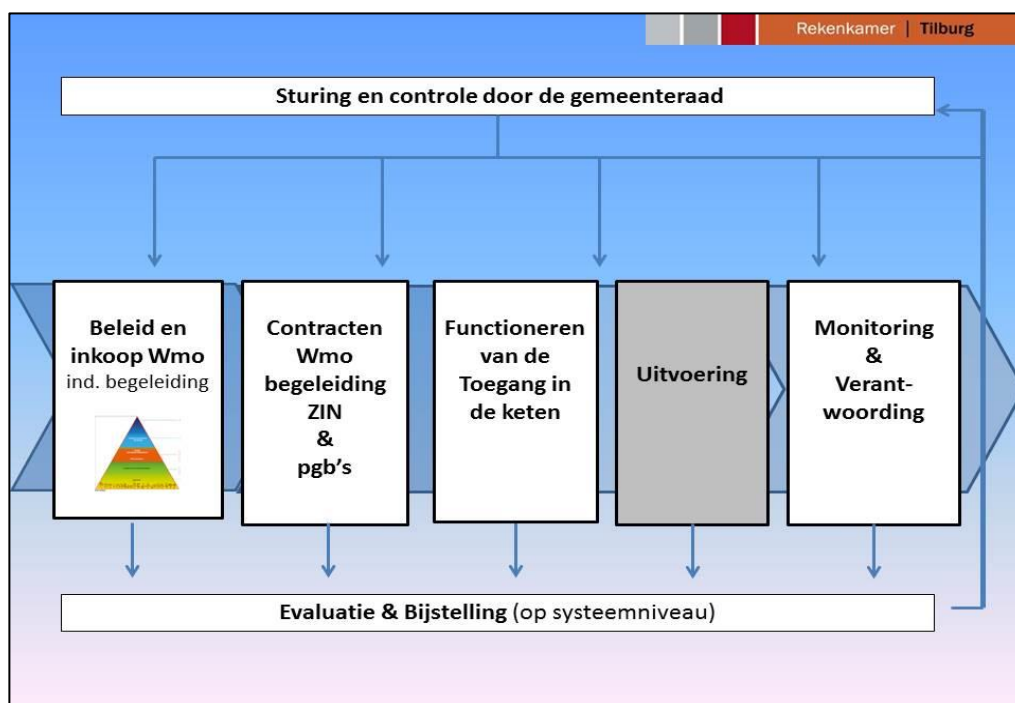 Rekenkamer | Tilburg
Sturing en controle door de gemeenteraad
Beleid en
inkoop Wmo
ind. begeleiding
Contracten
Wmo
begeleiding
ZIN
&
pgb's
Functioneren
van de
Toegang in
de keten
Uitvoering
Monitoring
&
Verant-
woording
Evaluatie & Bijstelling (op systeemniveau)